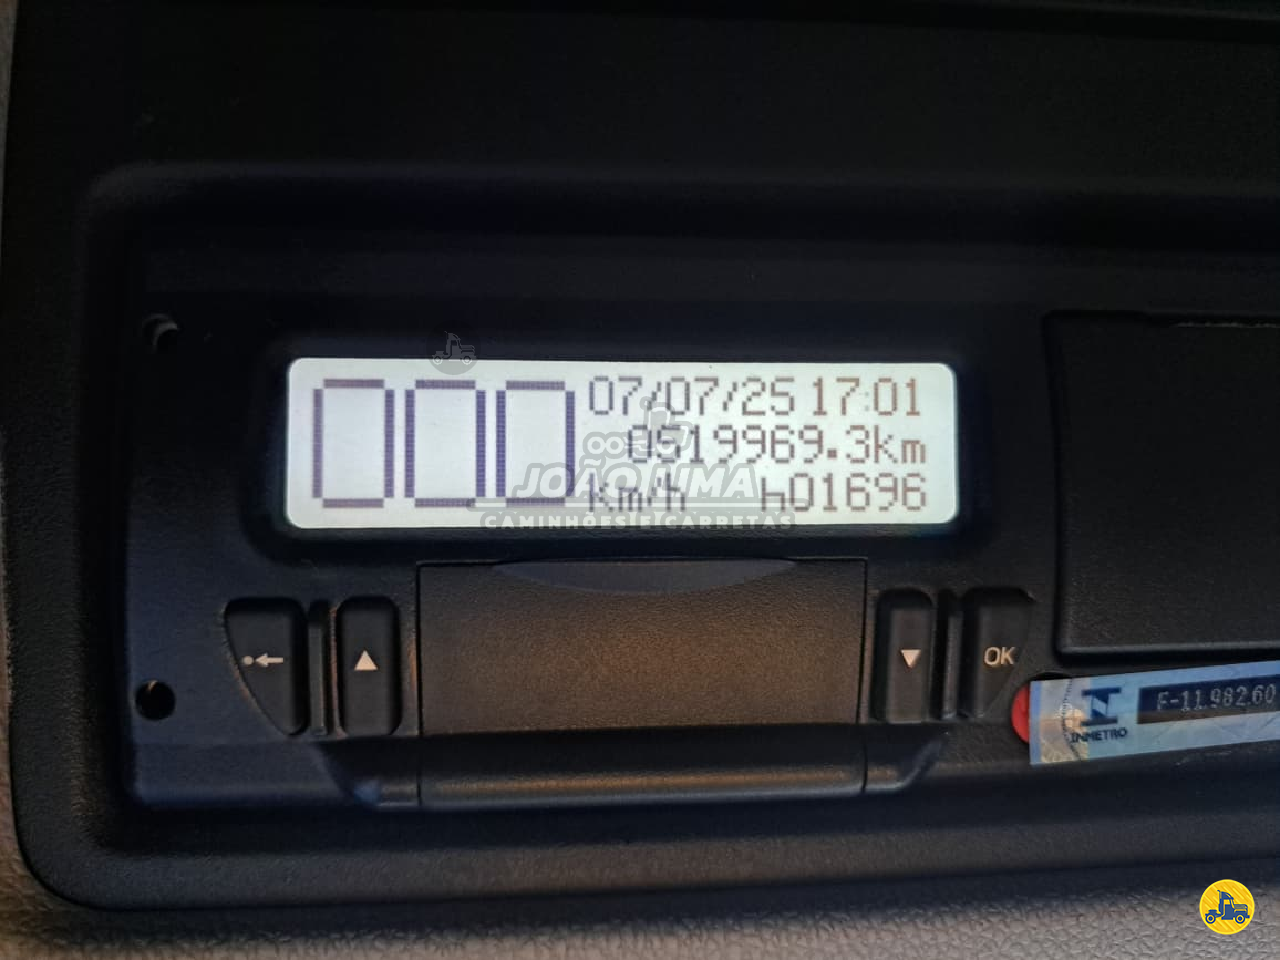 000
07/07/25 17:01
0519969.3km
km/h h01696
JOÃO LIMA
CAMINHÕES E CARRETAS
OK
INMETRO
F-11.982.60